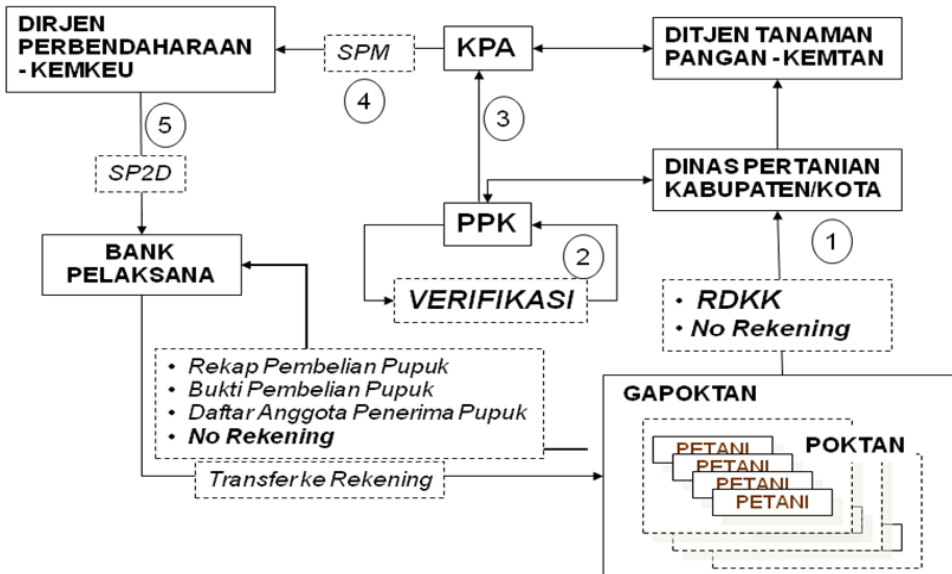 DIRJEN
PERBENDAHARAAN
- KEMKEU
SPM
KPA
DITJEN TANAMAN
PANGAN - KEMTAN
4
3
5
SP2D
DINAS PERTANIAN
KABUPATEN/KOTA
PPK
2
1
BANK
PELAKSANA
VERIFIKASI
• RDKK
• No Rekening
• Rekap Pembelian Pupuk
• Bukti Pembelian Pupuk
• Daftar Anggota Penerima Pupuk
• No Rekening
Transfer ke Rekening
GAPOKTAN
POKTAN
PETANI
PETANI
PETANI
PETANI